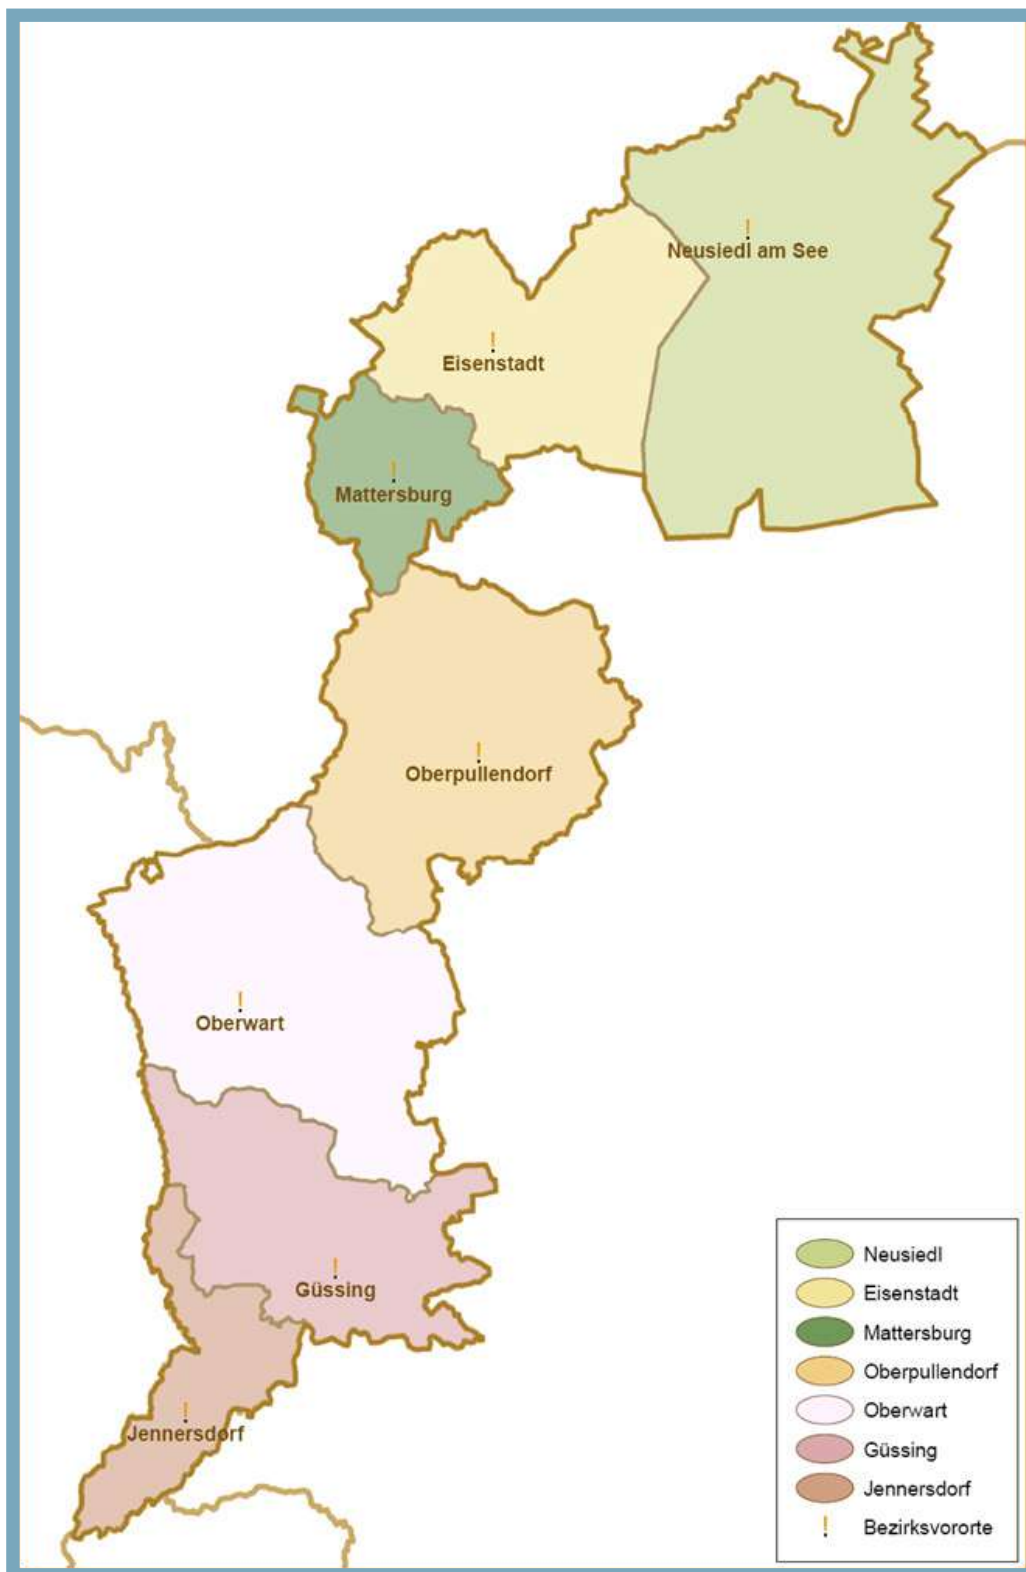 Neusiedl am See
Eisenstadt
Mattersburg
Oberpullendorf
Oberwart
Güssing
Jennersdorf
Neusiedl
Eisenstadt
Mattersburg
Oberpullendorf
Oberwart
Güssing
Jennersdorf
! Bezirksvororte